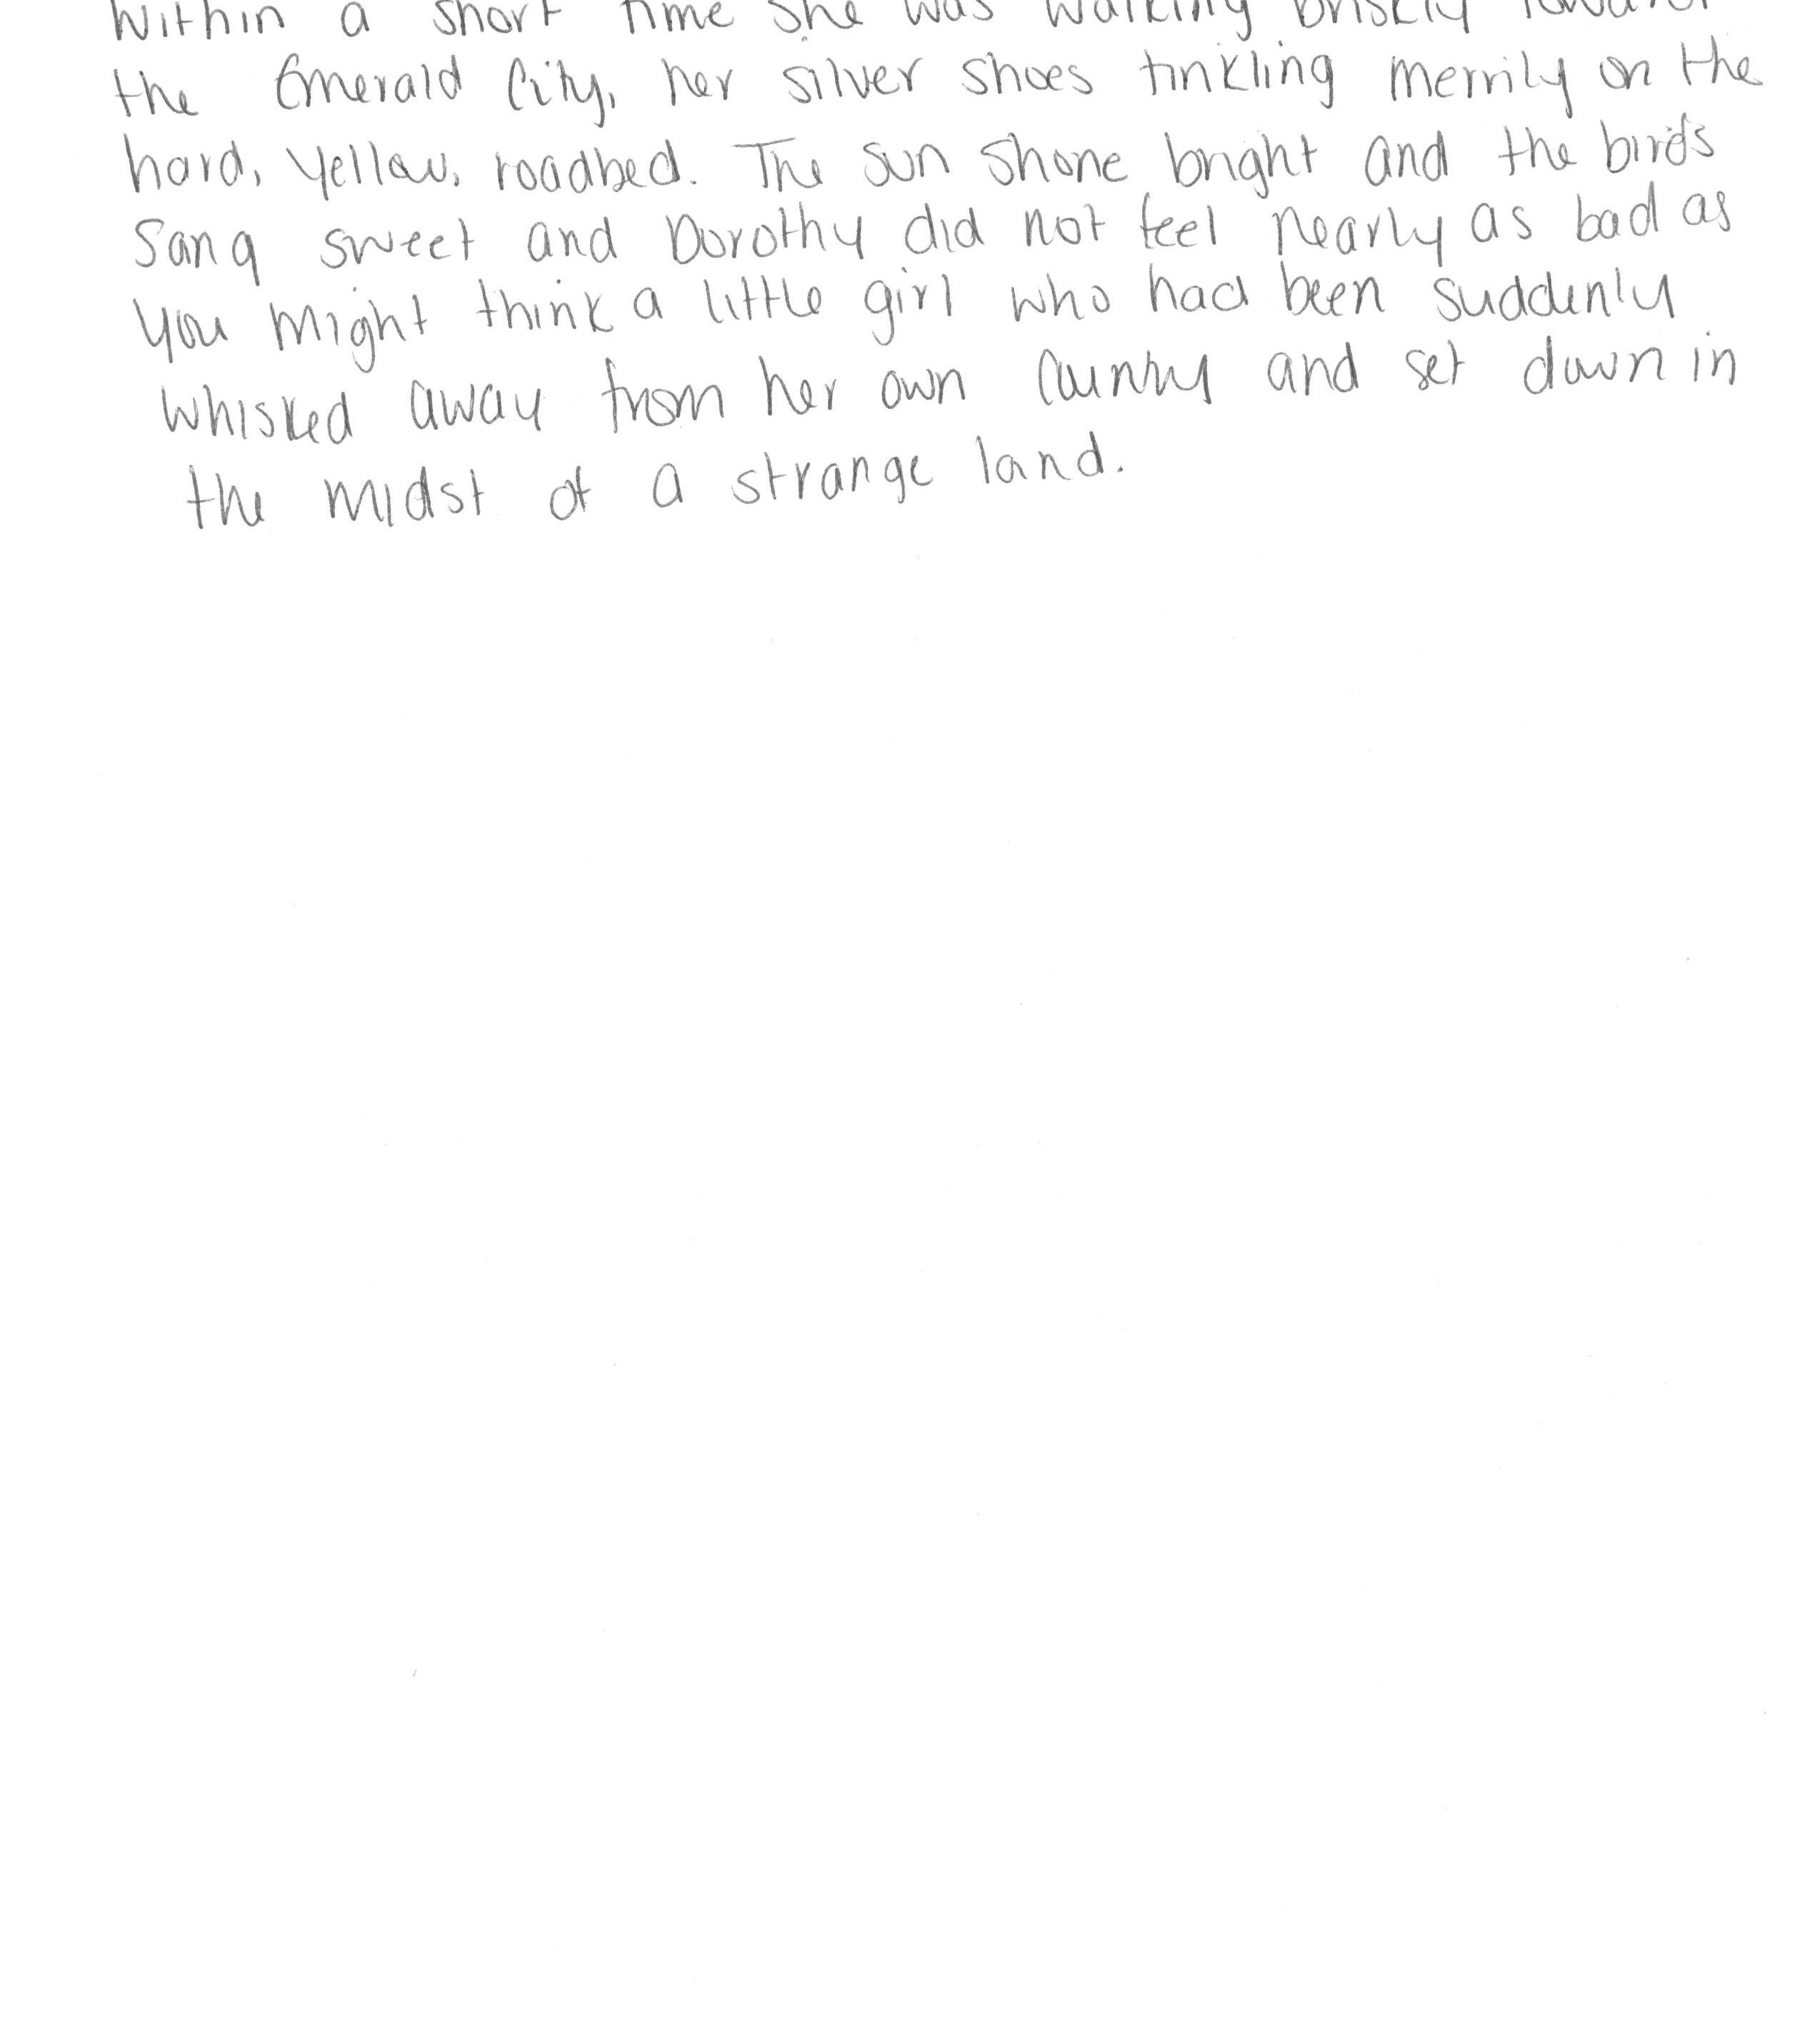 Within a short time she was walking briskly toward
the Emerald City, her silver shoes tinkling merrily on the
hard, yellow, roadbed. The sun shone bright and the birds
sang sweet and Dorothy did not feel nearly as bad as
you might think a little girl who had been suddenly
whisked away from her own cuntry and set down in
the midst of a strange land.